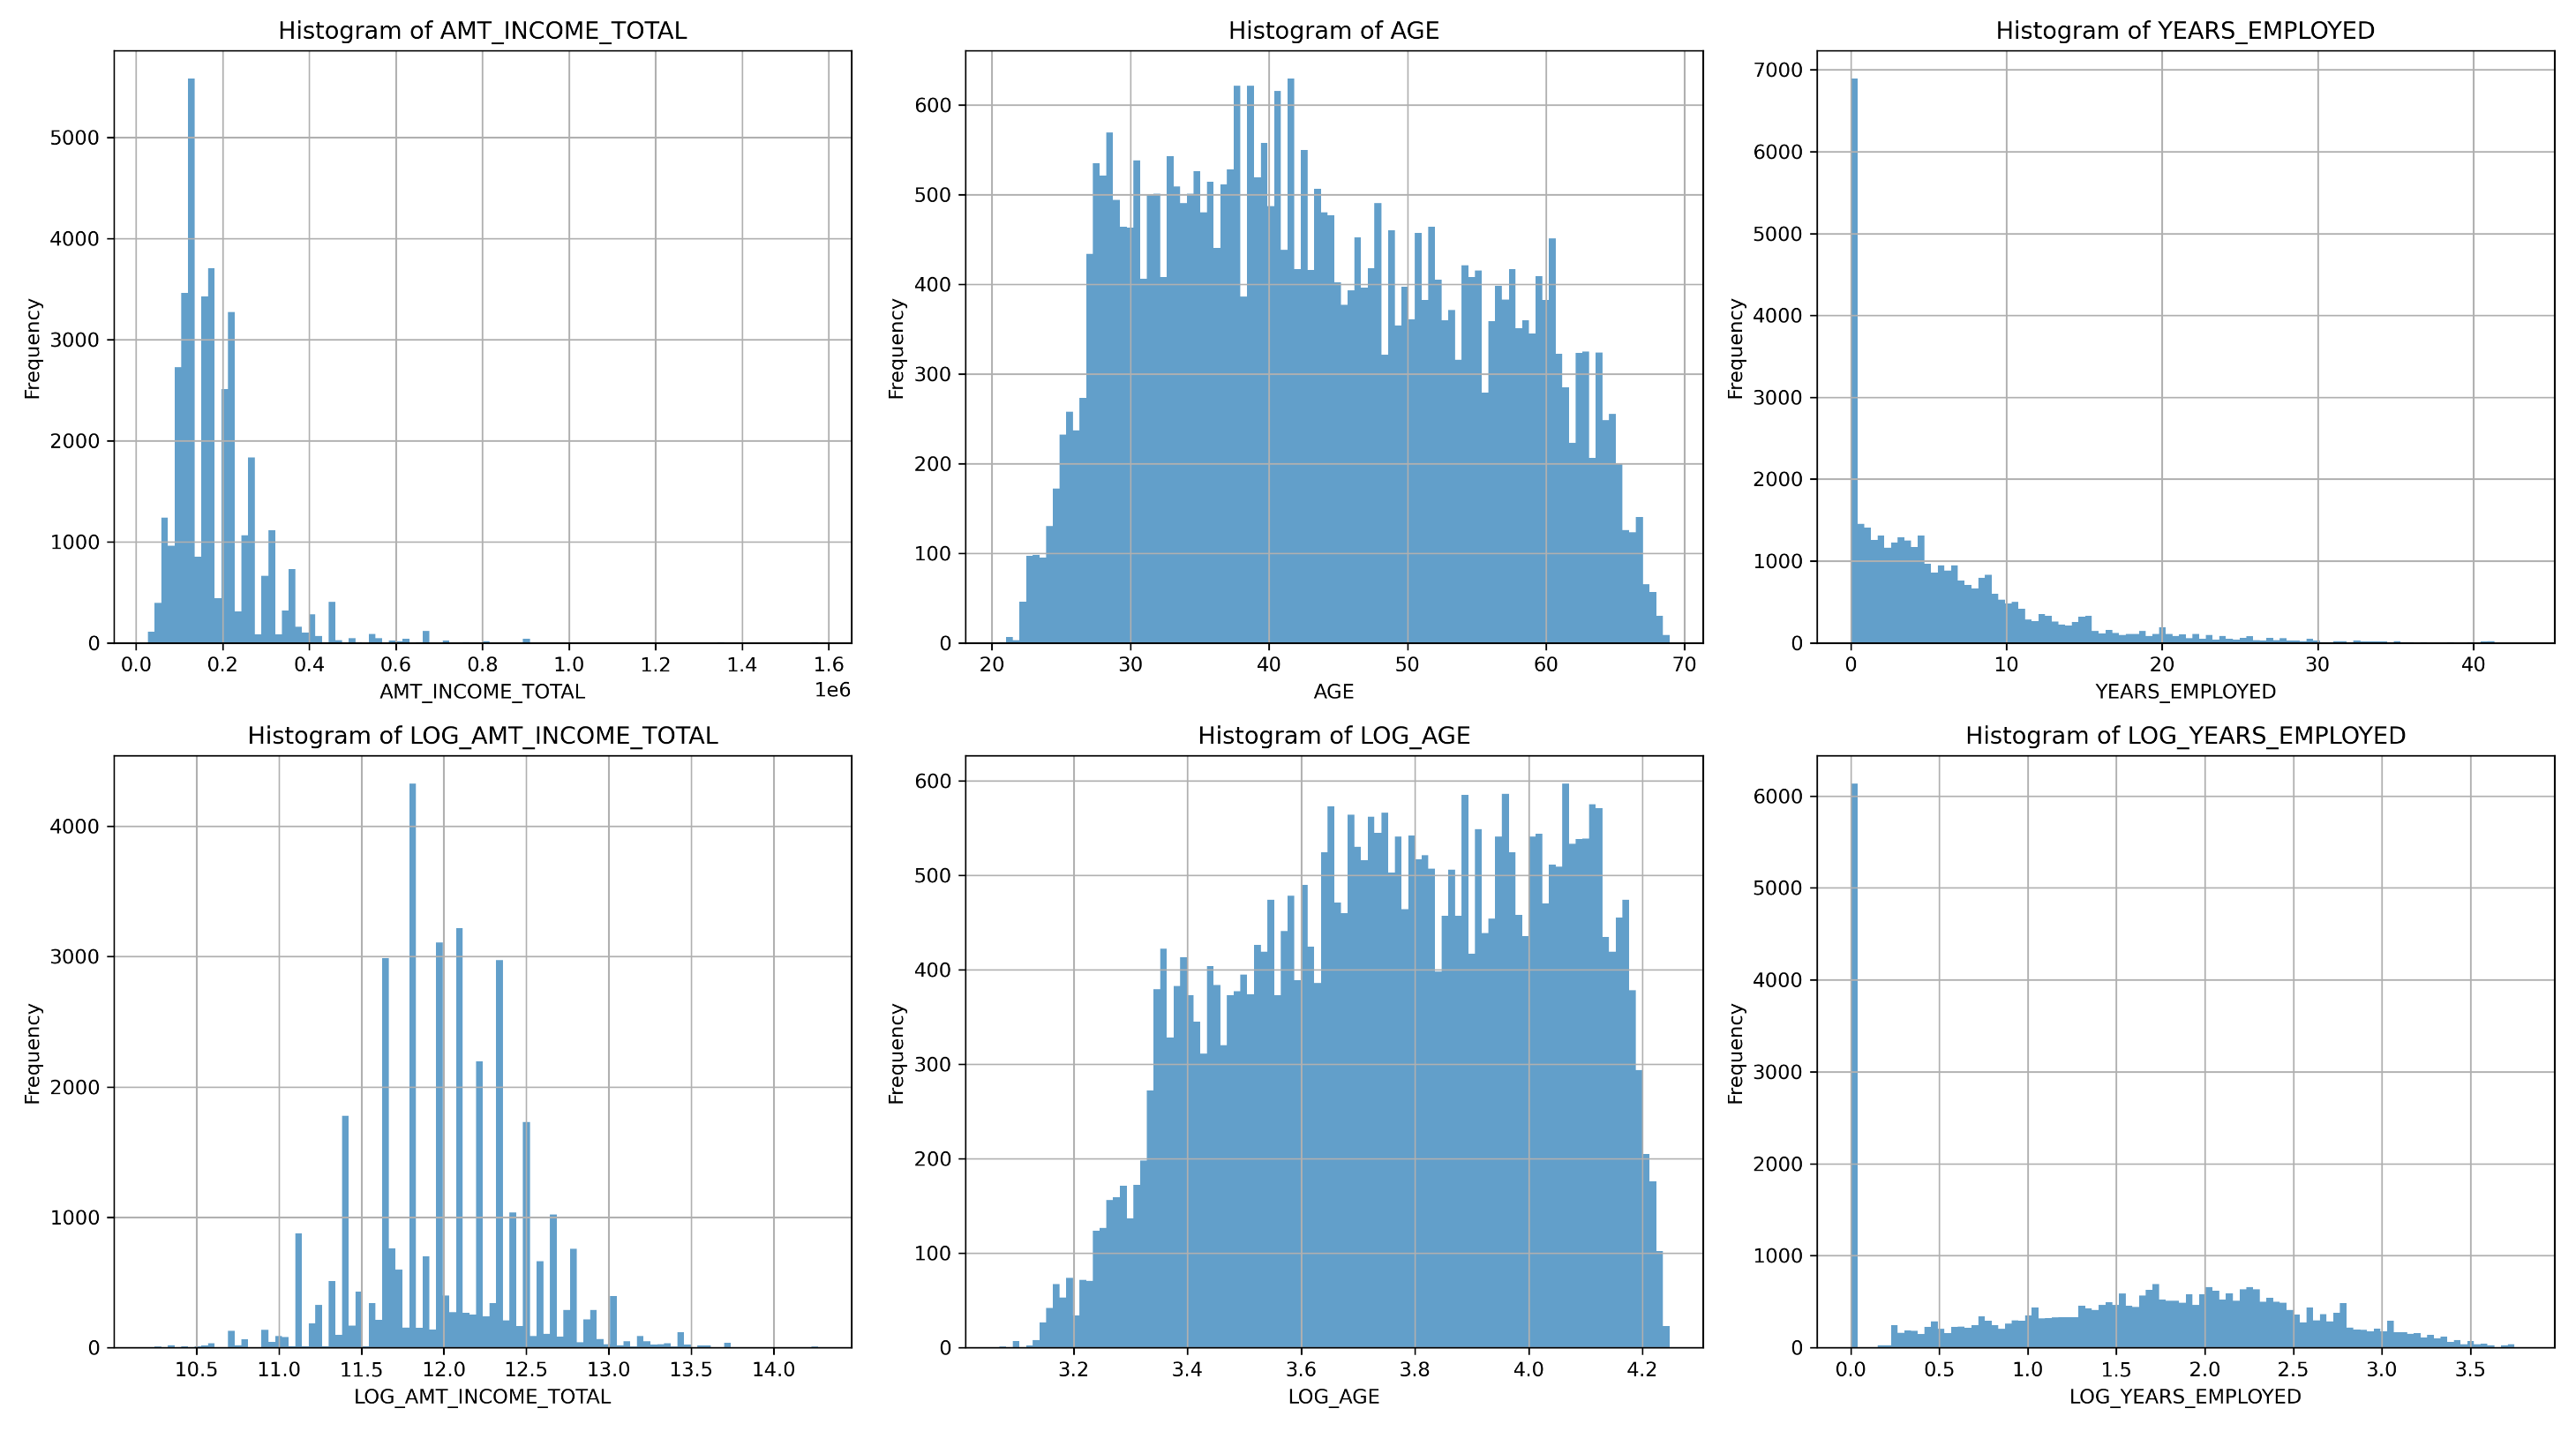 Histogram of AMT_INCOME_TOTAL
Frequency
5000
4000
3000
2000
1000
0
0.0 0.2 0.4 0.6 0.8 1.0 1.2 1.4 1.6
1e6
AMT_INCOME_TOTAL
Histogram of AGE
Frequency
600
500
400
300
200
100
0
20 30 40 50 60 70
AGE
Histogram of YEARS_EMPLOYED
Frequency
7000
6000
5000
4000
3000
2000
1000
0
0 10 20 30 40
YEARS_EMPLOYED
Histogram of LOG_AMT_INCOME_TOTAL
Frequency
4000
3000
2000
1000
0
10.5 11.0 11.5 12.0 12.5 13.0 13.5 14.0
LOG_AMT_INCOME_TOTAL
Histogram of LOG_AGE
Frequency
600
500
400
300
200
100
0
3.2 3.4 3.6 3.8 4.0 4.2
LOG_AGE
Histogram of LOG_YEARS_EMPLOYED
Frequency
6000
5000
4000
3000
2000
1000
0
0.0 0.5 1.0 1.5 2.0 2.5 3.0 3.5
LOG_YEARS_EMPLOYED